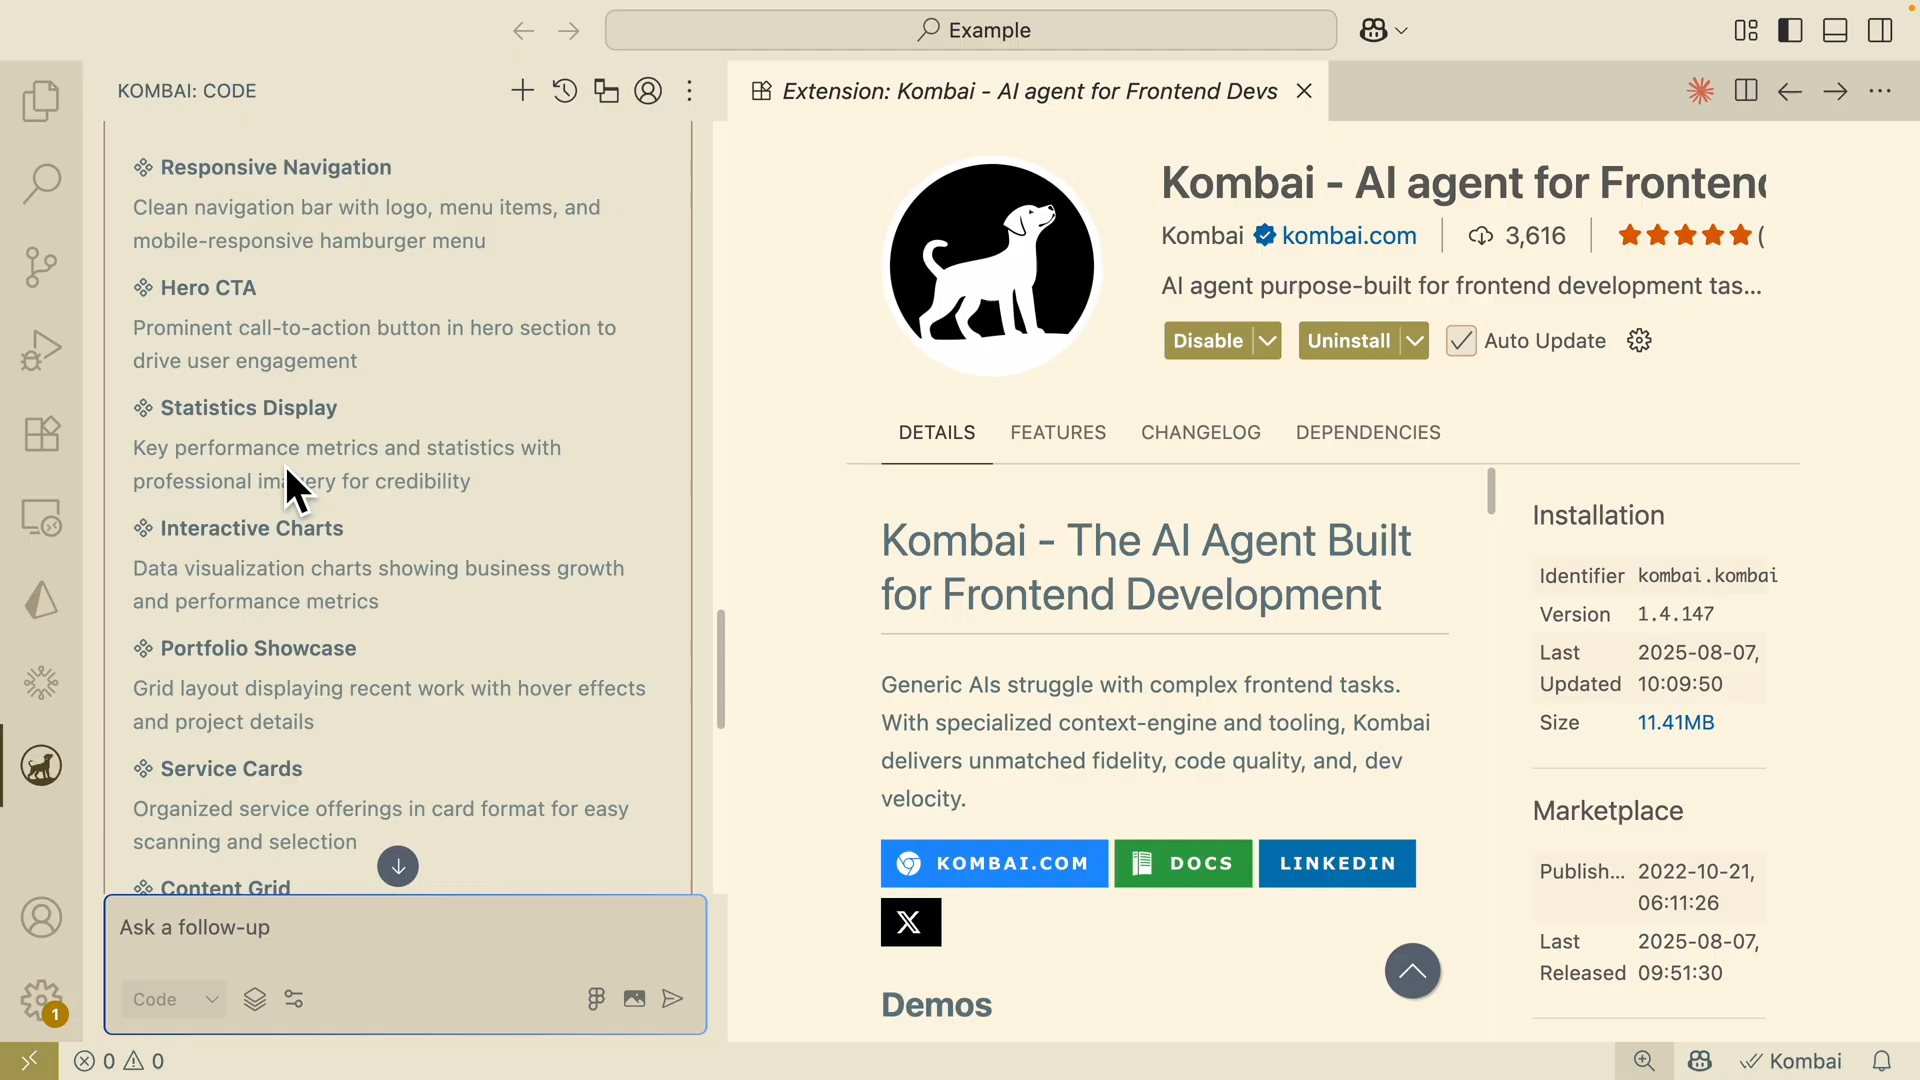 Example
KOMBAI: CODE
Extension: Kombai - AI agent for Frontend Devs
Responsive Navigation
Clean navigation bar with logo, menu items, and
mobile-responsive hamburger menu
Hero CTA
Prominent call-to-action button in hero section to
drive user engagement
Statistics Display
Key performance metrics and statistics with
professional imagery for credibility
Interactive Charts
Data visualization charts showing business growth
and performance metrics
Portfolio Showcase
Grid layout displaying recent work with hover effects
and project details
Service Cards
Organized service offerings in card format for easy
scanning and selection
Content Grid
Ask a follow-up
Code
Kombai - AI agent for Fronten
Kombai kombai.com 3,616 (
AI agent purpose-built for frontend development tas...
Disable Uninstall Auto Update
DETAILS FEATURES CHANGELOG DEPENDENCIES
Kombai - The AI Agent Built
for Frontend Development
Generic AIs struggle with complex frontend tasks.
With specialized context-engine and tooling, Kombai
delivers unmatched fidelity, code quality, and, dev
velocity.
KOMBAI.COM DOCS LINKEDIN
X
Demos
Installation
Identifier kombai.kombai
Version 1.4.147
Last 2025-08-07,
Updated 10:09:50
Size 11.41MB
Marketplace
Publish... 2022-10-21,
06:11:26
Last 2025-08-07,
Released 09:51:30
1
0 0
Kombai